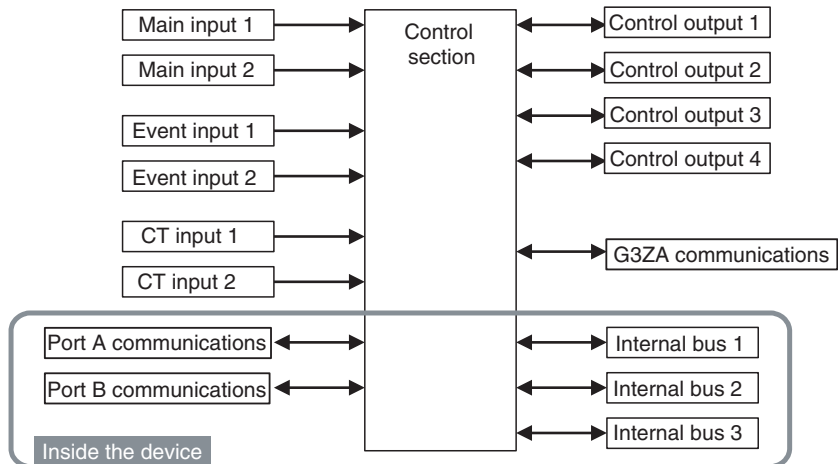 Main input 1
Main input 2
Event input 1
Event input 2
CT input 1
CT input 2
Port A communications
Port B communications
Inside the device
Control
section
Control output 1
Control output 2
Control output 3
Control output 4
G3ZA communications
Internal bus 1
Internal bus 2
Internal bus 3